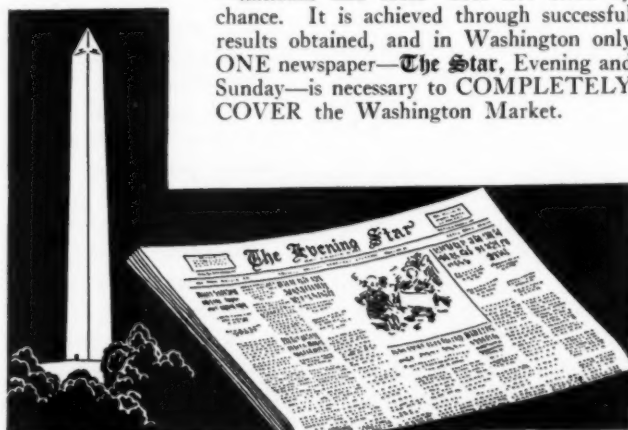 chance. It is achieved through successful
results obtained, and in Washington only
ONE newspaper—The Star, Evening and
Sunday—is necessary to COMPLETELY
COVER the Washington Market.
The Evening Star